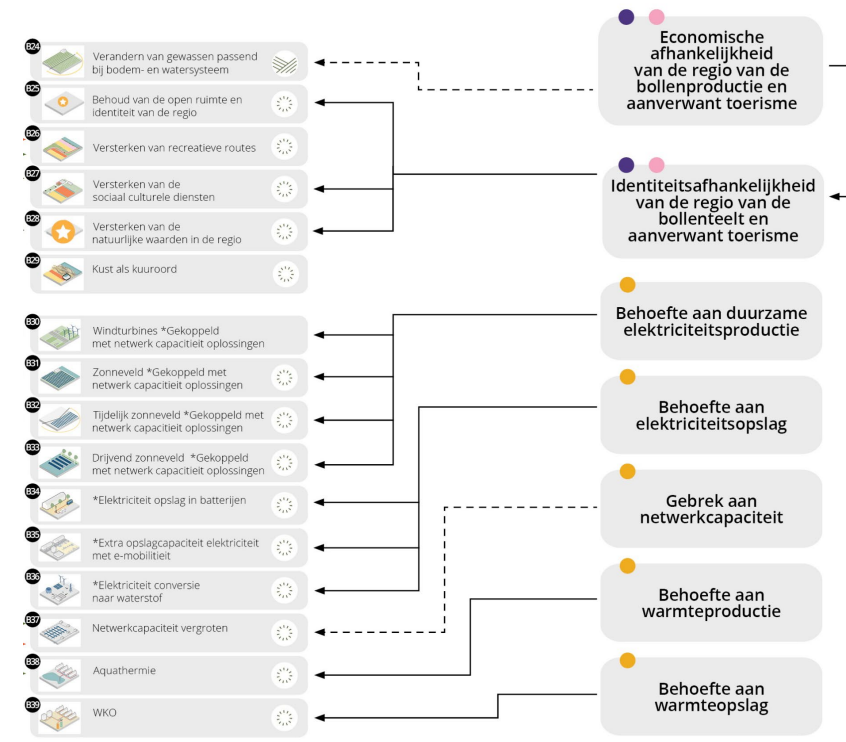 B24
Verandern van gewassen passend
bij bodem- en watersysteem
B25
Behoud van de open ruimte en
identiteit van de regio
B26
Versterken van recreatieve routes
B27
Versterken van de
sociaal culturele diensten
B28
Versterken van de
natuurlijke waarden in de regio
B29
Kust als kuuroord
B30
Windturbines *Gekoppeld
met netwerk capacitieit oplossingen
B31
Zonneveld *Gekoppeld met
netwerk capacitieit oplossingen
B32
Tijdelijk zonneveld *Gekoppeld met
netwerk capacitieit oplossingen
B33
Drijvend zonneveld *Gekoppeld
met netwerk capacitieit oplossingen
B34
*Elektriciteit opslag in batterijen
B35
*Extra opslagcapaciteit elektriciteit
met e-mobilitieit
B36
*Elektriciteit conversie
naar waterstof
B37
Netwerkcapaciteit vergroten
B38
Aquathermie
B39
WKO
Economische
afhankelijkheid
van de regio van de
bollenproductie en
aanverwant toerisme
Identiteitsafhankelijkheid
van de regio van de
bollenteelt en
aanverwant toerisme
Behoefte aan duurzame
elektriciteitsproductie
Behoefte aan
elektriciteitsopslag
Gebrek aan
netwerkcapaciteit
Behoefte aan
warmteproductie
Behoefte aan
warmteopslag